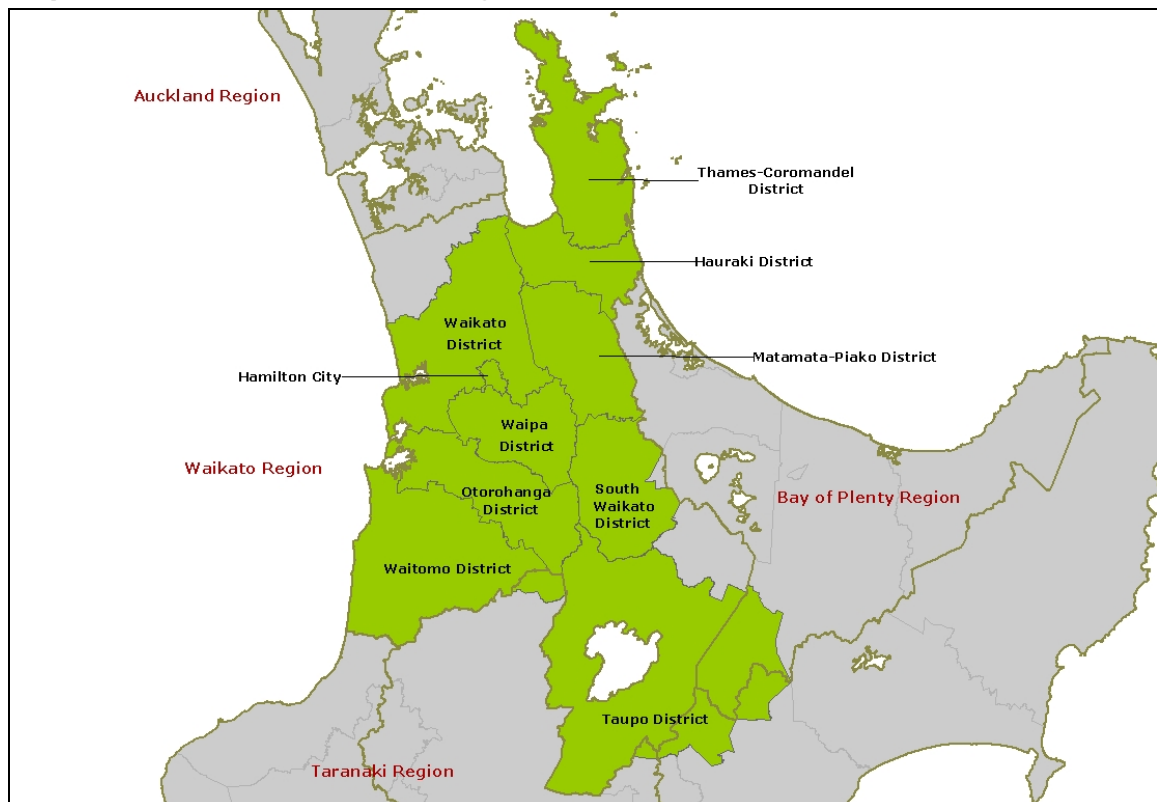 Auckland Region
Thames-Coromandel
District
Hauraki District
Waikato
District
Matamata-Piako District
Hamilton City
Waipa
District
Waikato Region
Otorohanga
District
South
Waikato
District
Bay of Plenty Region
Waitomo District
Taupo District
Taranaki Region